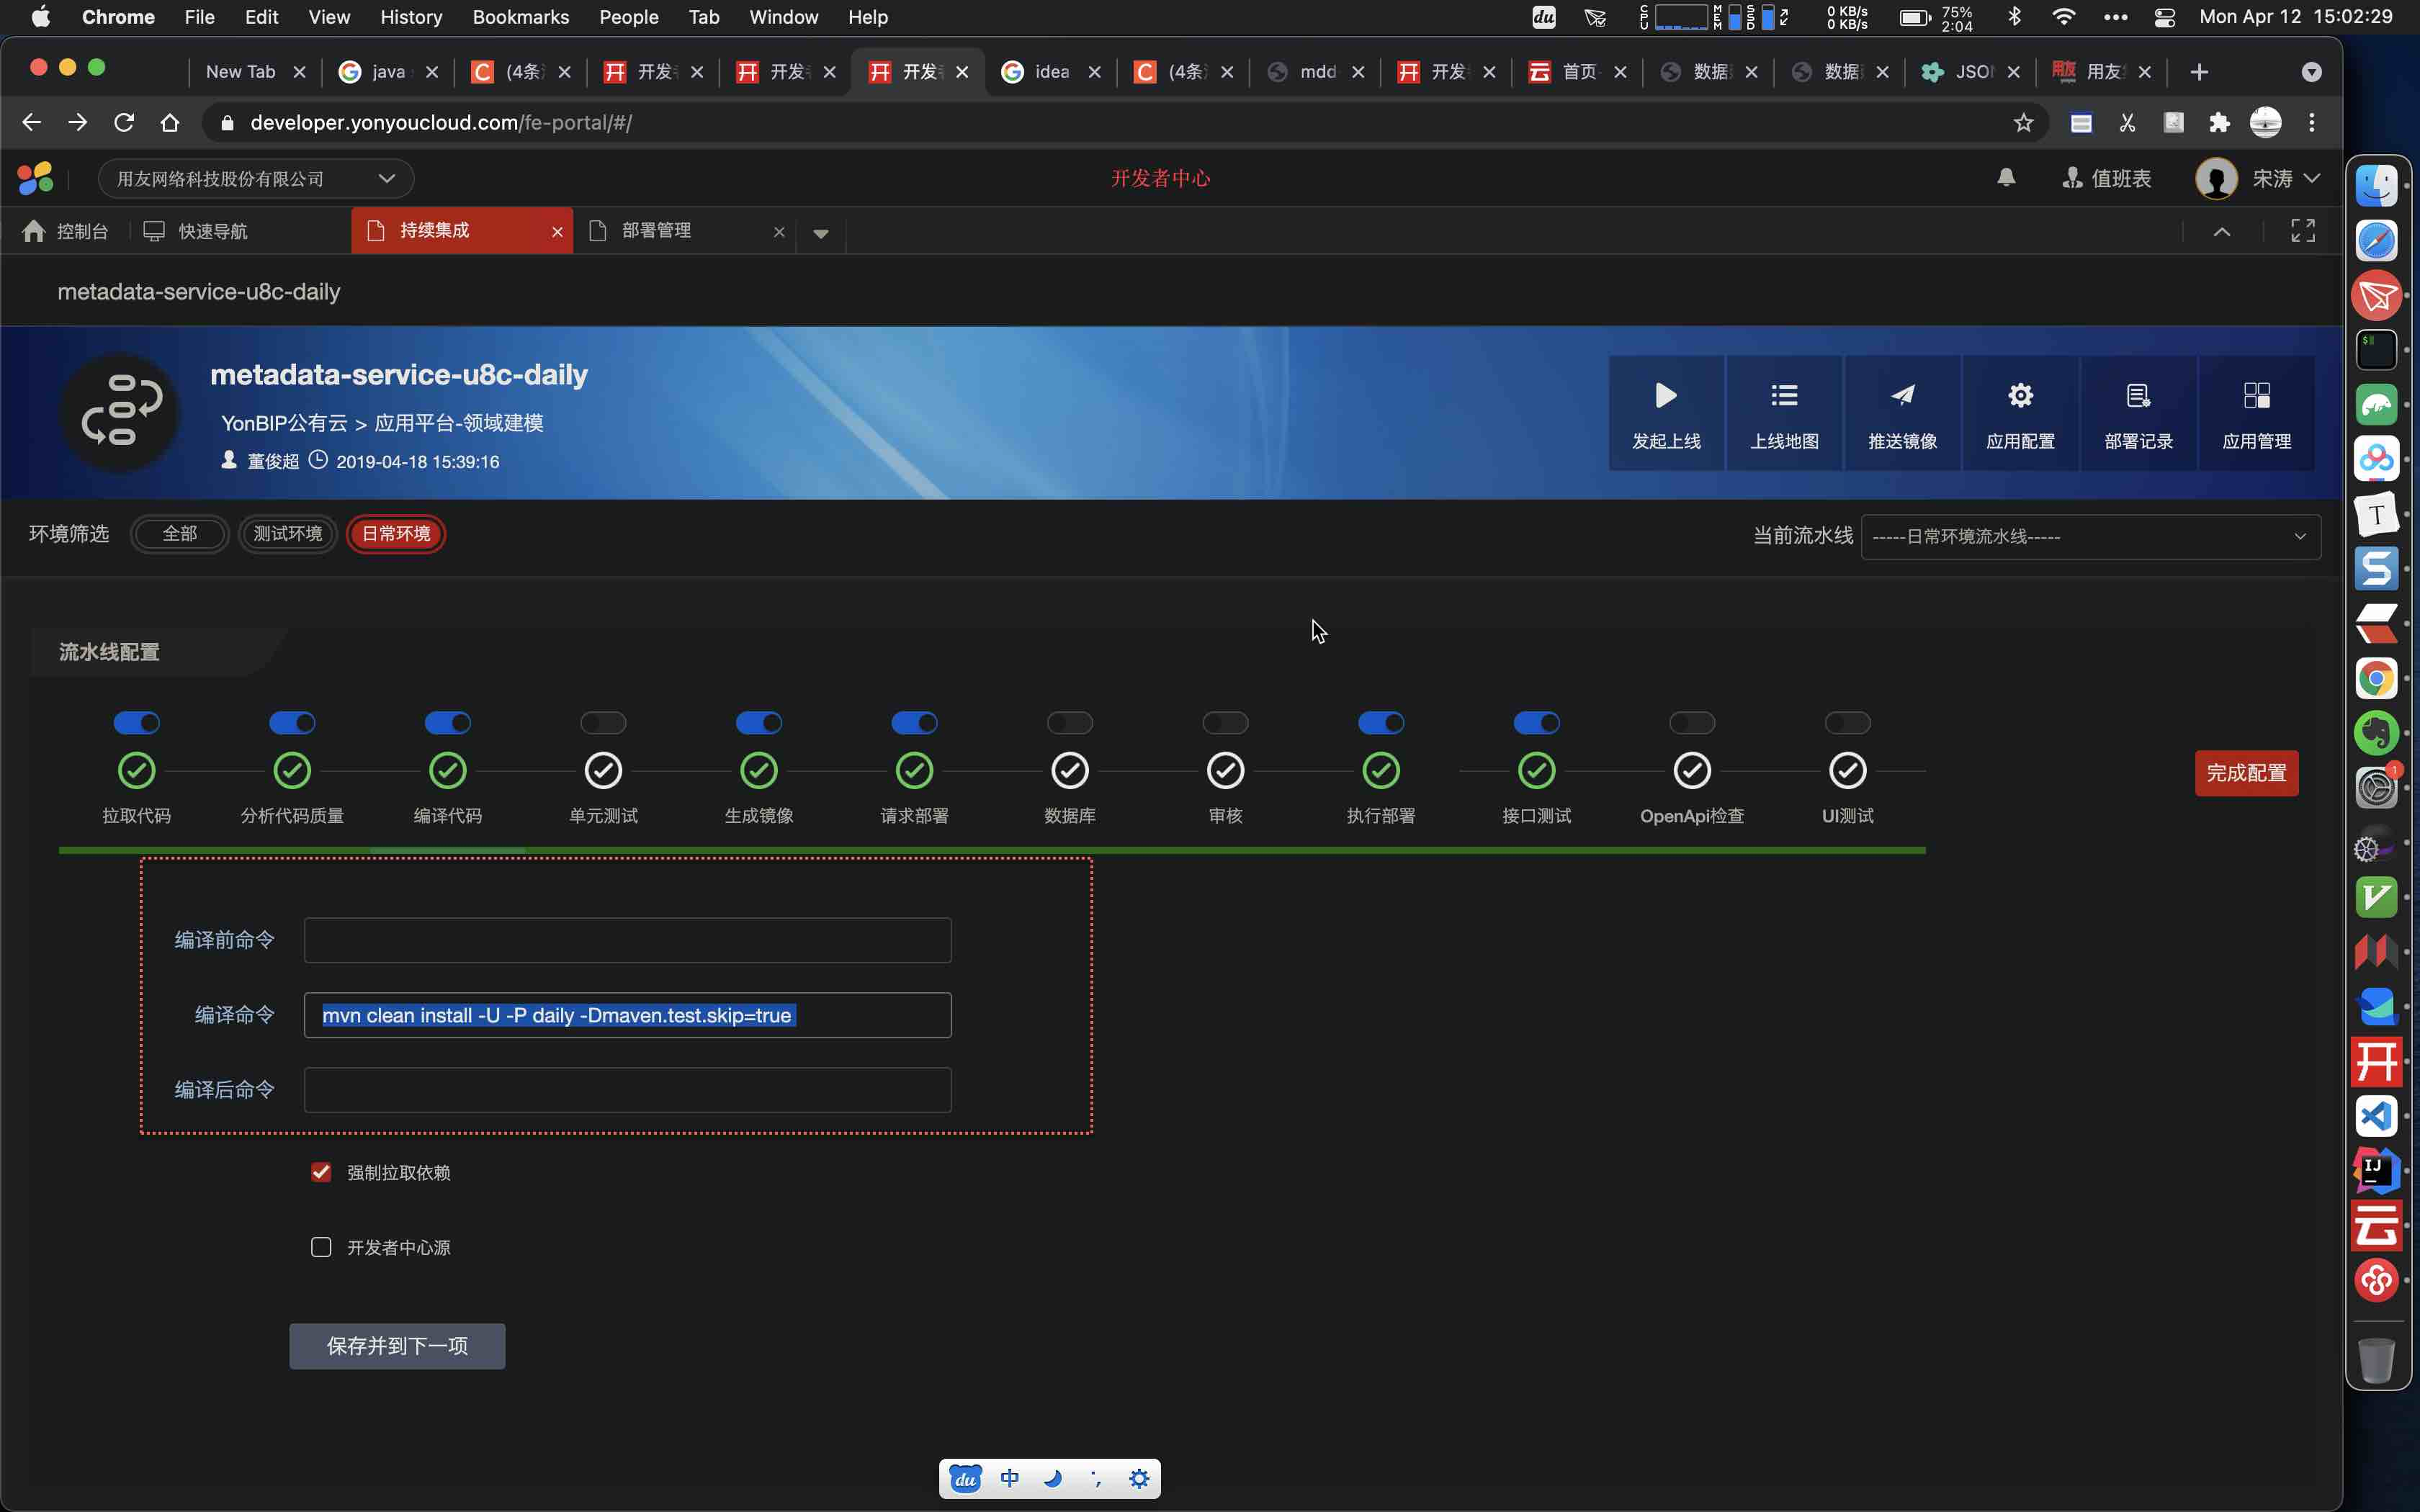 Chrome File Edit View History Bookmarks People Tab Window Help
du CPU MEM SSD 0 KB/s 0 KB/s 75% 2:04 Mon Apr 12 15:02:29
New Tab java (4条 开发 开发 开发 idea (4条 mdd 开发 首页 数据 数据 JSO 用友
developer.yonyoucloud.com/fe-portal/#/
用友网络科技股份有限公司 开发者中心 值班表 宋涛
控制台 快速导航 持续集成 部署管理
metadata-service-u8c-daily
metadata-service-u8c-daily
YonBIP公有云 > 应用平台-领域建模
董俊超 2019-04-18 15:39:16
发起上线 上线地图 推送镜像 应用配置 部署记录 应用管理
环境筛选 全部 测试环境 日常环境 当前流水线 -----日常环境流水线-----
流水线配置
拉取代码 分析代码质量 编译代码 单元测试 生成镜像 请求部署 数据库 审核 执行部署 接口测试 OpenApi检查 UI测试
完成配置
编译前命令
编译命令 mvn clean install -U -P daily -Dmaven.test.skip=true
编译后命令
强制拉取依赖
开发者中心源
保存并到下一项
du 中